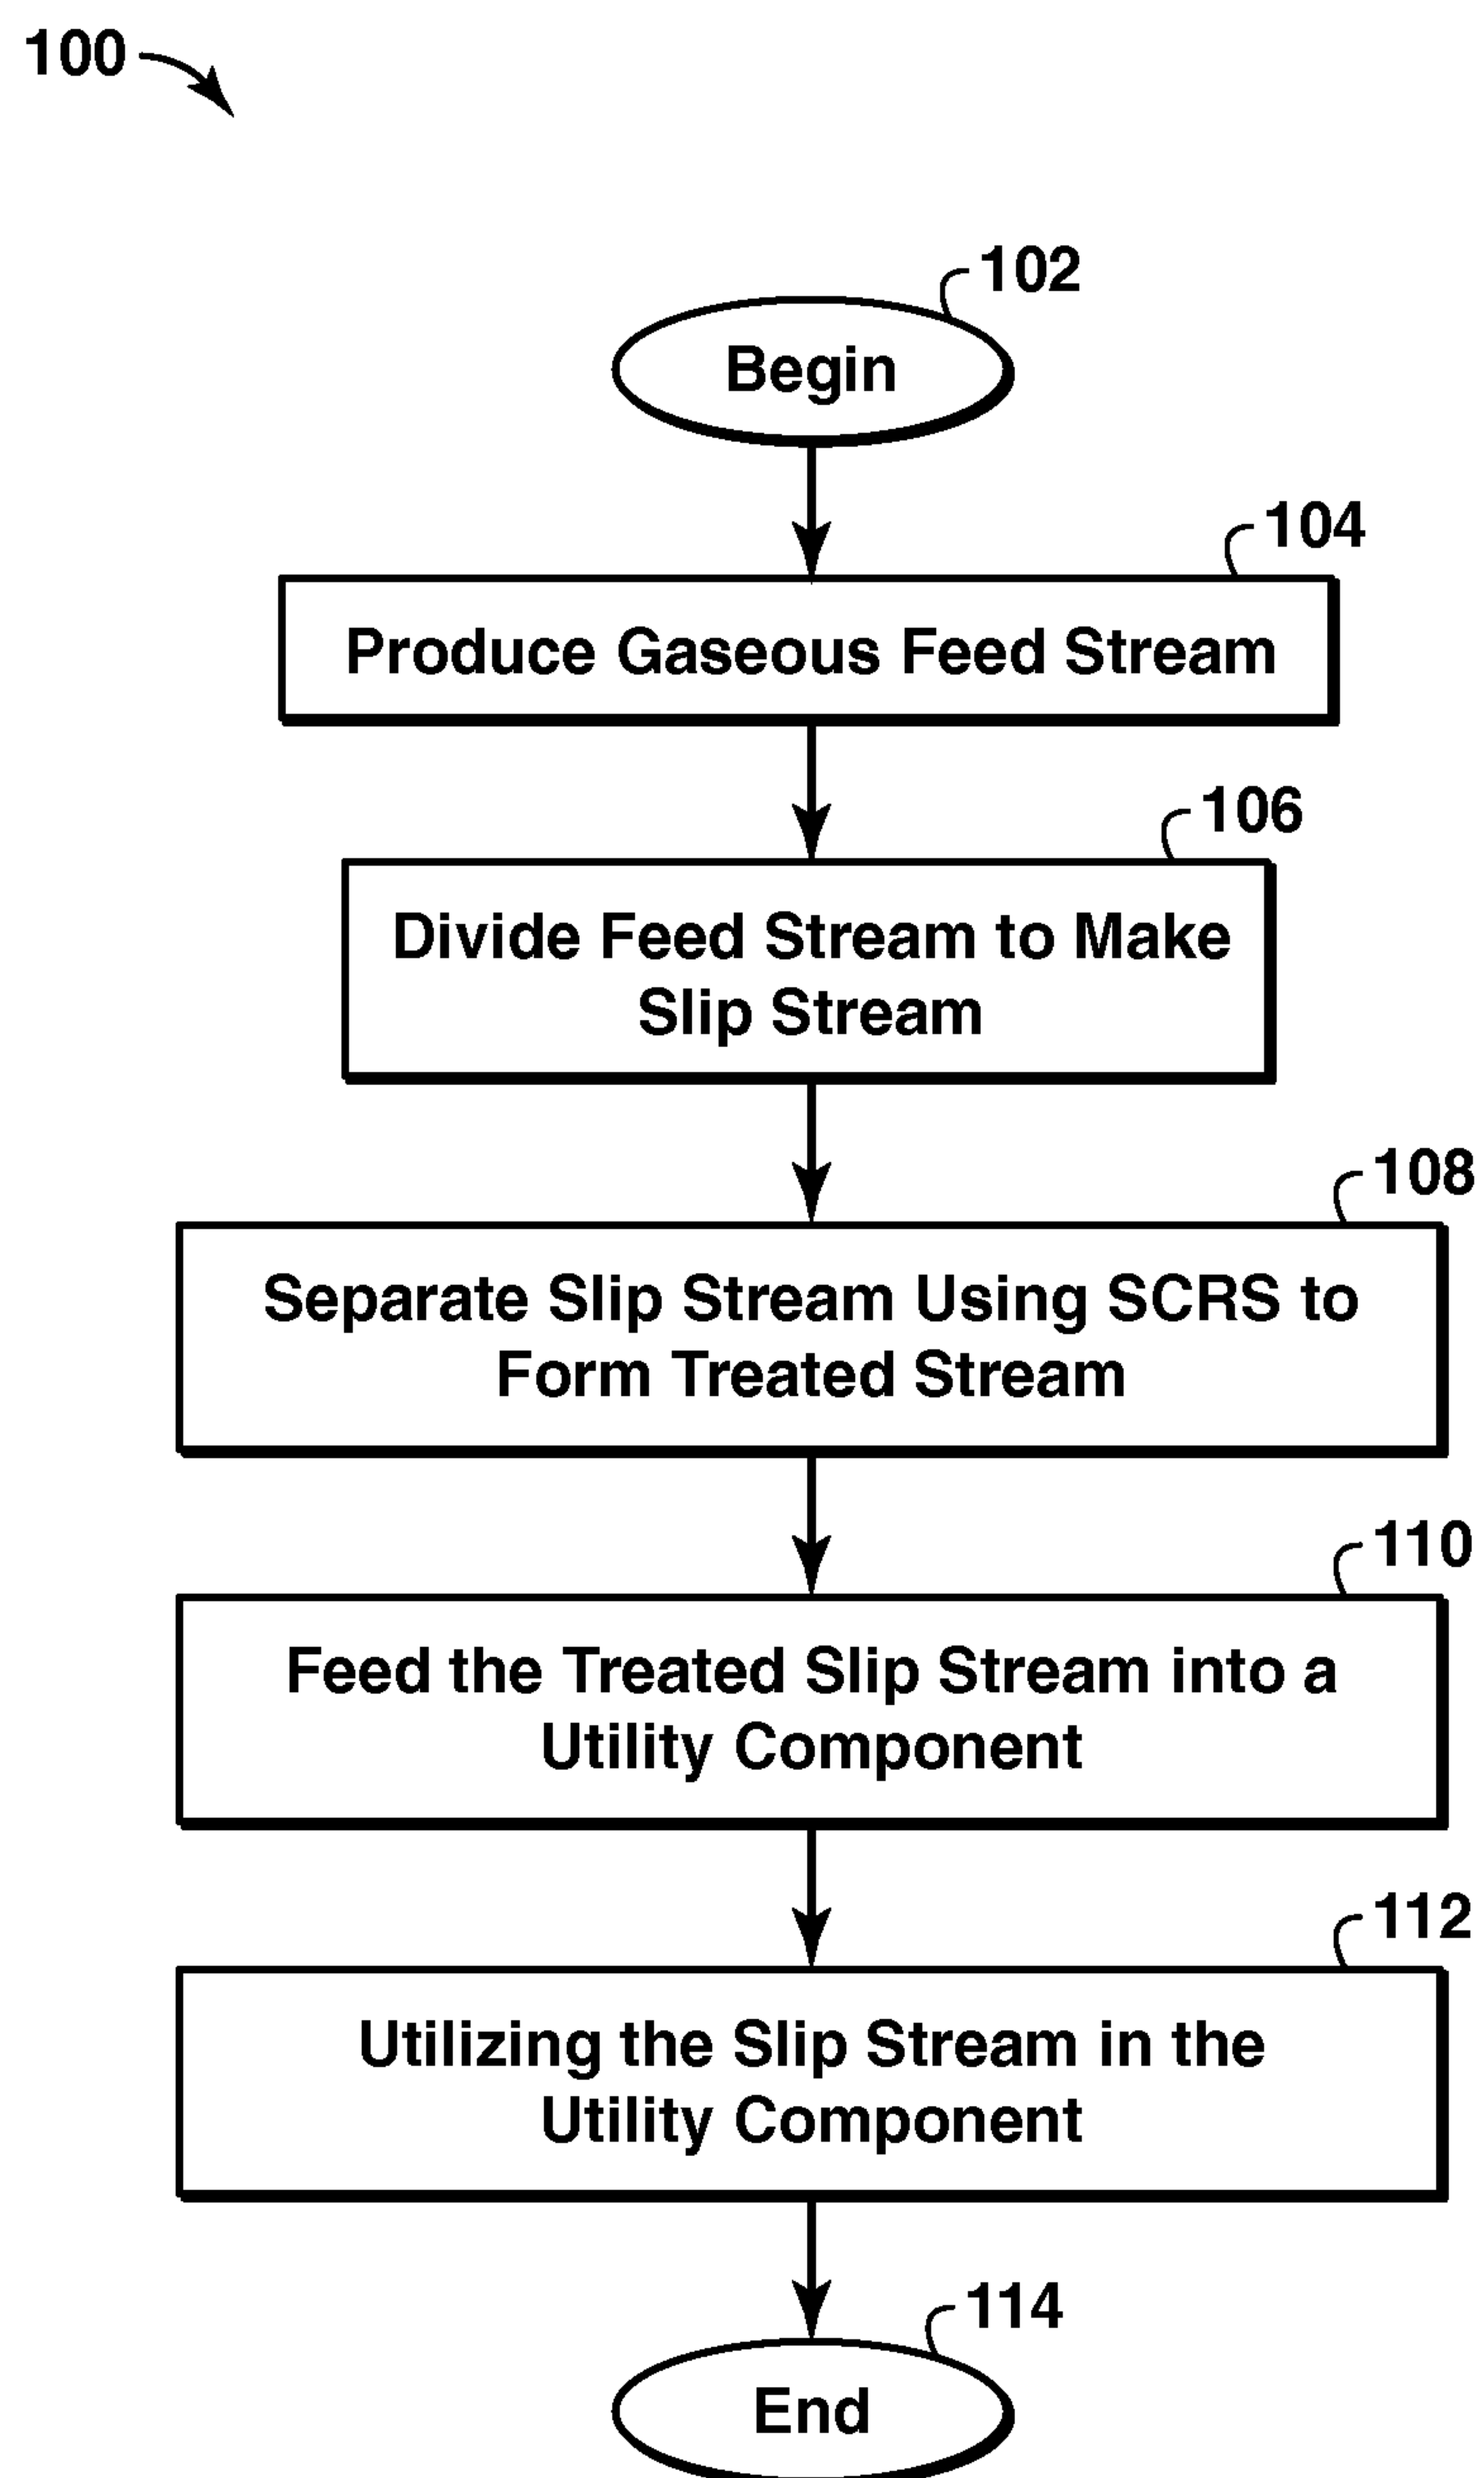 100
102
Begin
104
Produce Gaseous Feed Stream
106
Divide Feed Stream to Make
Slip Stream
108
Separate Slip Stream Using SCRS to
Form Treated Stream
110
Feed the Treated Slip Stream into a
Utility Component
112
Utilizing the Slip Stream in the
Utility Component
114
End